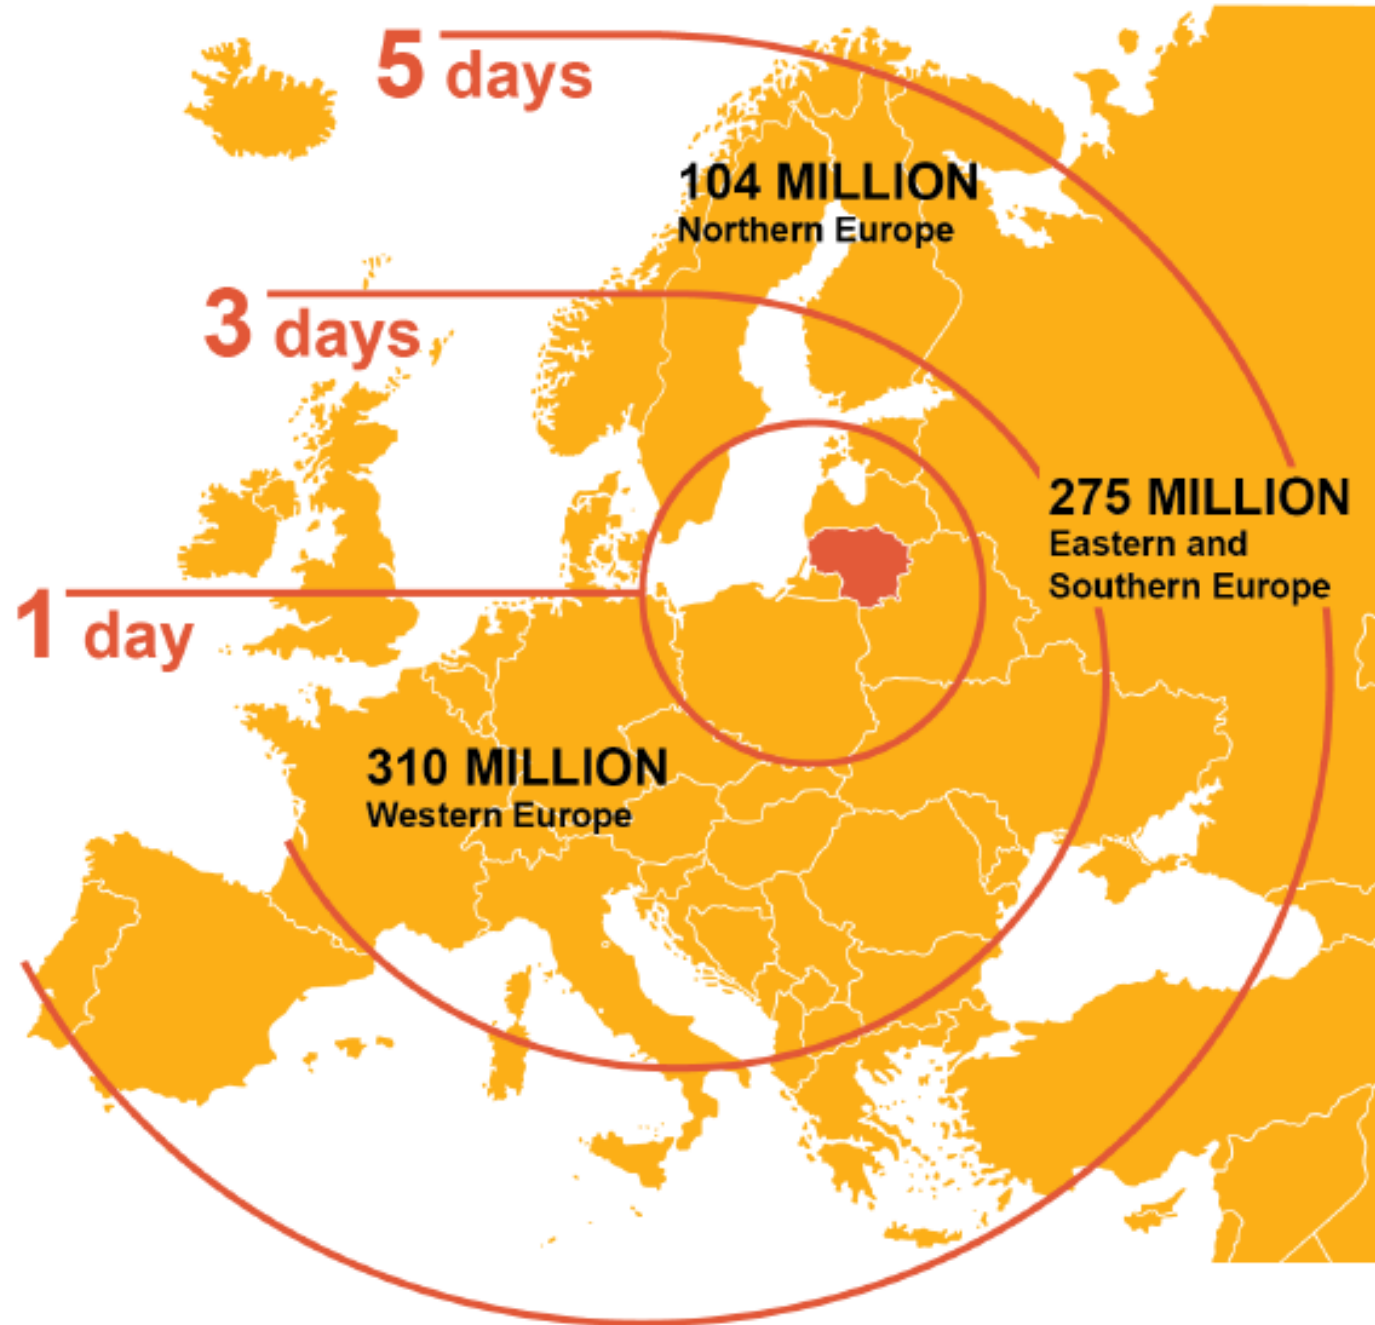 5 days
104 MILLION
Northern Europe
3 days
275 MILLION
Eastern and
Southern Europe
1 day
310 MILLION
Western Europe